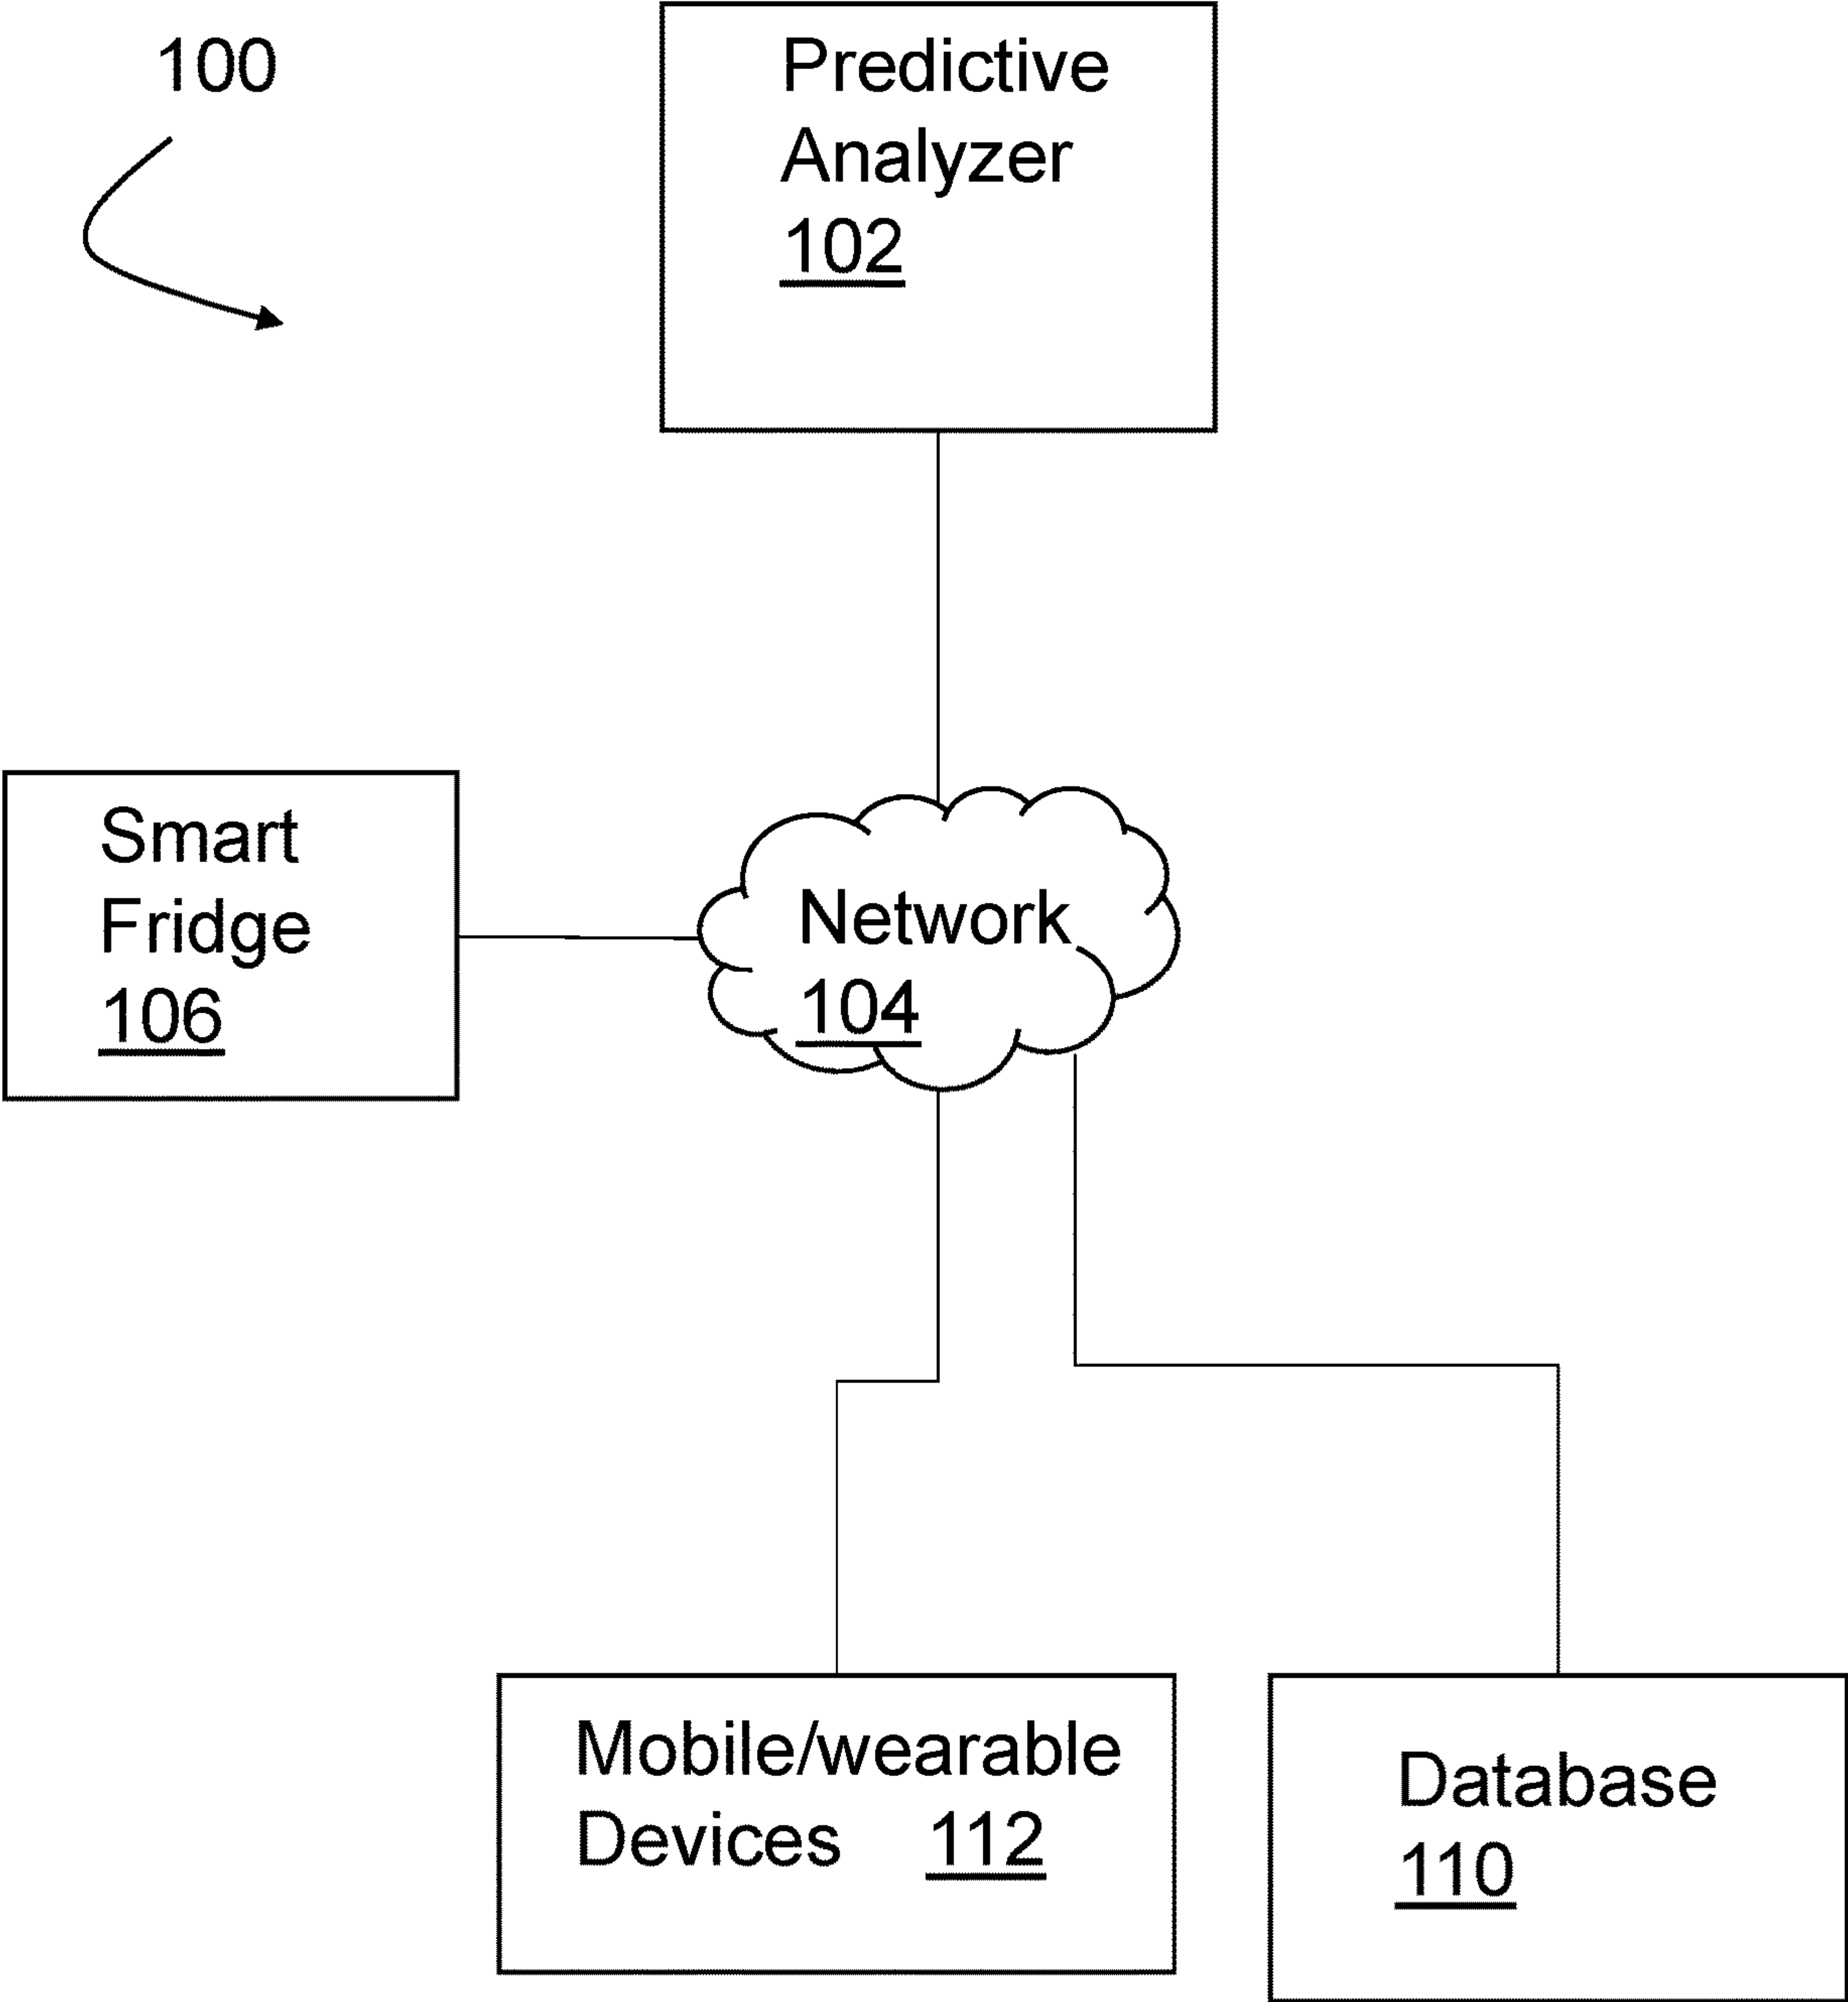 100
Predictive
Analyzer
102
Smart
Fridge
106
Network
104
Mobile/wearable
Devices 112
Database
110